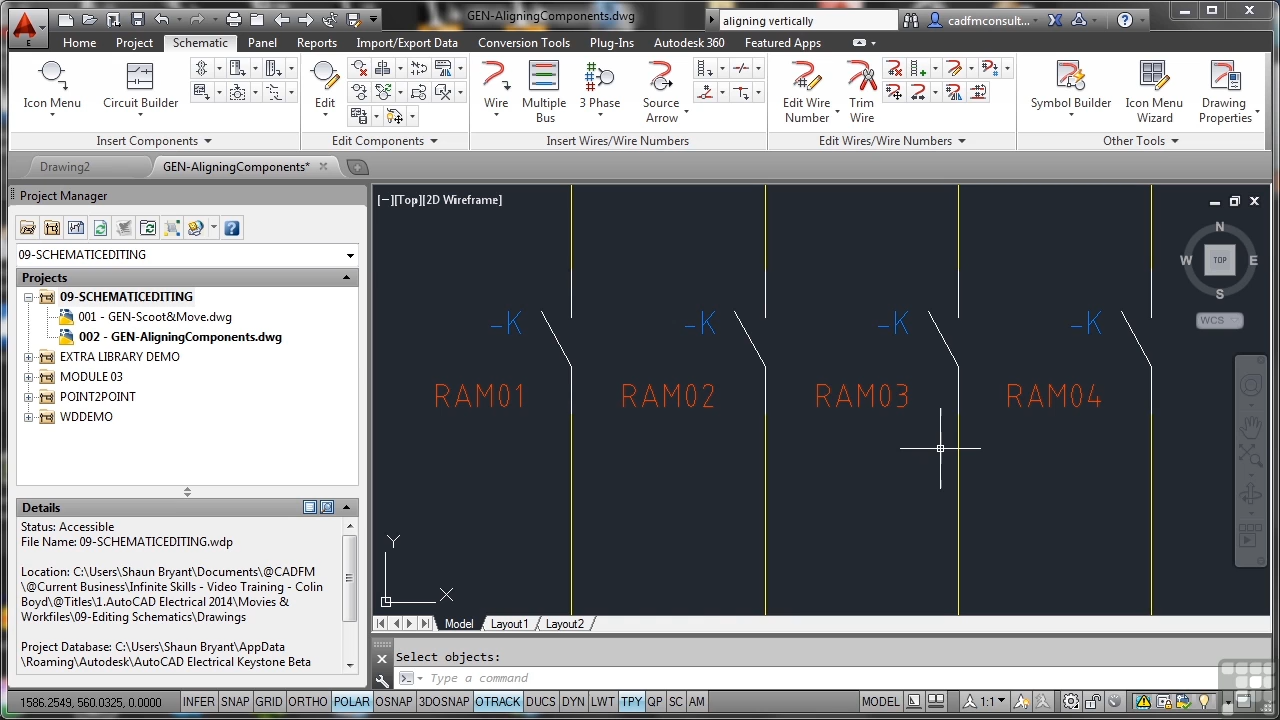 GEN-AligningComponents.dwg
aligning vertically
cadfmconsult...
E
Home Project Schematic Panel Reports Import/Export Data Conversion Tools Plug-Ins Autodesk 360 Featured Apps
Icon Menu Circuit Builder Edit Wire Multiple Bus 3 Phase Source Arrow Edit Wire Number Trim Wire Symbol Builder Icon Menu Wizard Drawing Properties
Insert Components Edit Components Insert Wires/Wire Numbers Edit Wires/Wire Numbers Other Tools
Drawing2 GEN-AligningComponents*
Project Manager
09-SCHEMATICEDITING
Projects
09-SCHEMATICEDITING
001 - GEN-Scoot&Move.dwg
002 - GEN-AligningComponents.dwg
EXTRA LIBRARY DEMO
MODULE 03
POINT2POINT
WDDEMO
Details
Status: Accessible
File Name: 09-SCHEMATICEDITING.wdp
Location: C:\Users\Shaun Bryant\Documents\@CADFM
\@Current Business\Infinite Skills - Video Training - Colin
Boyd\@Titles\1.AutoCAD Electrical 2014\Movies &
Workfiles\09-Editing Schematics\Drawings
Project Database: C:\Users\Shaun Bryant\AppData
\Roaming\Autodesk\AutoCAD Electrical Keystone Beta
[−][Top][2D Wireframe]
N
W TOP E
S
WCS
-K -K -K -K
RAM01 RAM02 RAM03 RAM04
Y
X
Model Layout1 Layout2
Select objects:
Type a command
1586.2549, 560.0325, 0.0000 INFER SNAP GRID ORTHO POLAR OSNAP 3DOSNAP OTRACK DUCS DYN LWT TPY QP SC AM MODEL 1:1